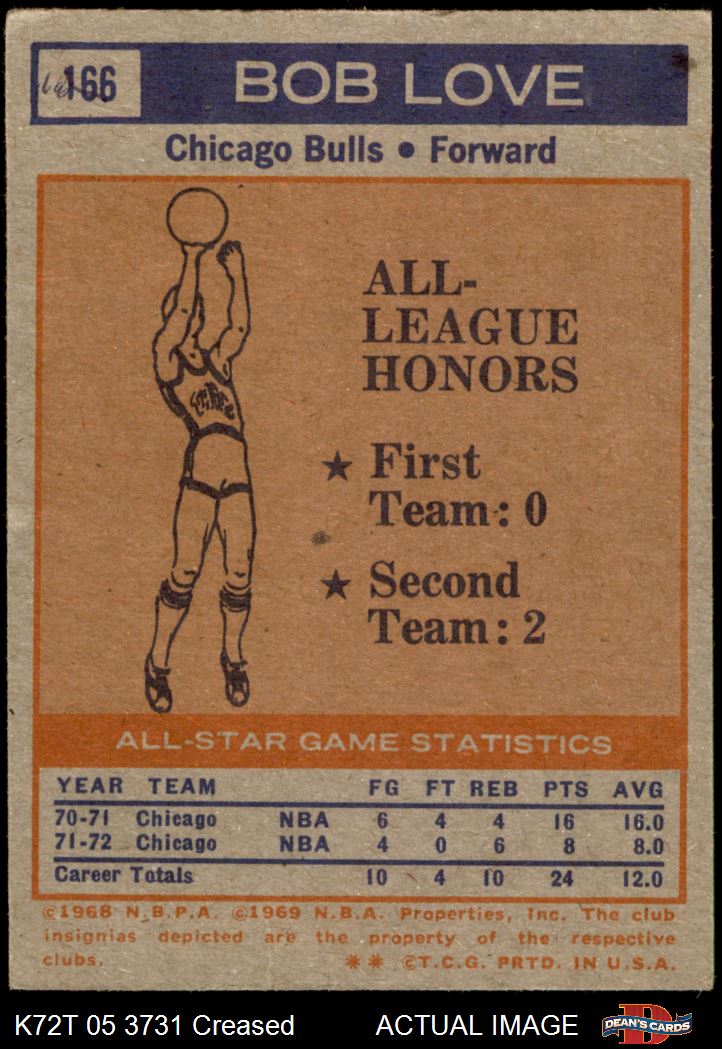 166
BOB LOVE
Chicago Bulls • Forward
ALL-
LEAGUE
HONORS
★ First
Team: 0
★ Second
Team: 2
ALL-STAR GAME STATISTICS
YEAR TEAM FG FT REB PTS AVG
70-71 Chicago NBA 6 4 4 16 16.0
71-72 Chicago NBA 4 0 6 8 8.0
Career Totals 10 4 10 24 12.0
©1968 N.B.P.A. ©1969 N.B.A. Properties, Inc. The club
insignias depicted are the property of the respective
clubs. ** ©T.C.G. PRTD. IN U.S.A.
K72T 05 3731 Creased ACTUAL IMAGE
DEAN'S CARDS